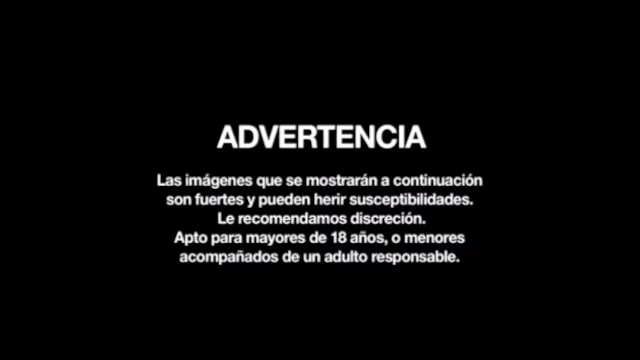 ADVERTENCIA
Las imágenes que se mostrarán a continuación
son fuertes y pueden herir susceptibilidades.
Le recomendamos discreción.
Apto para mayores de 18 años, o menores
acompañados de un adulto responsable.